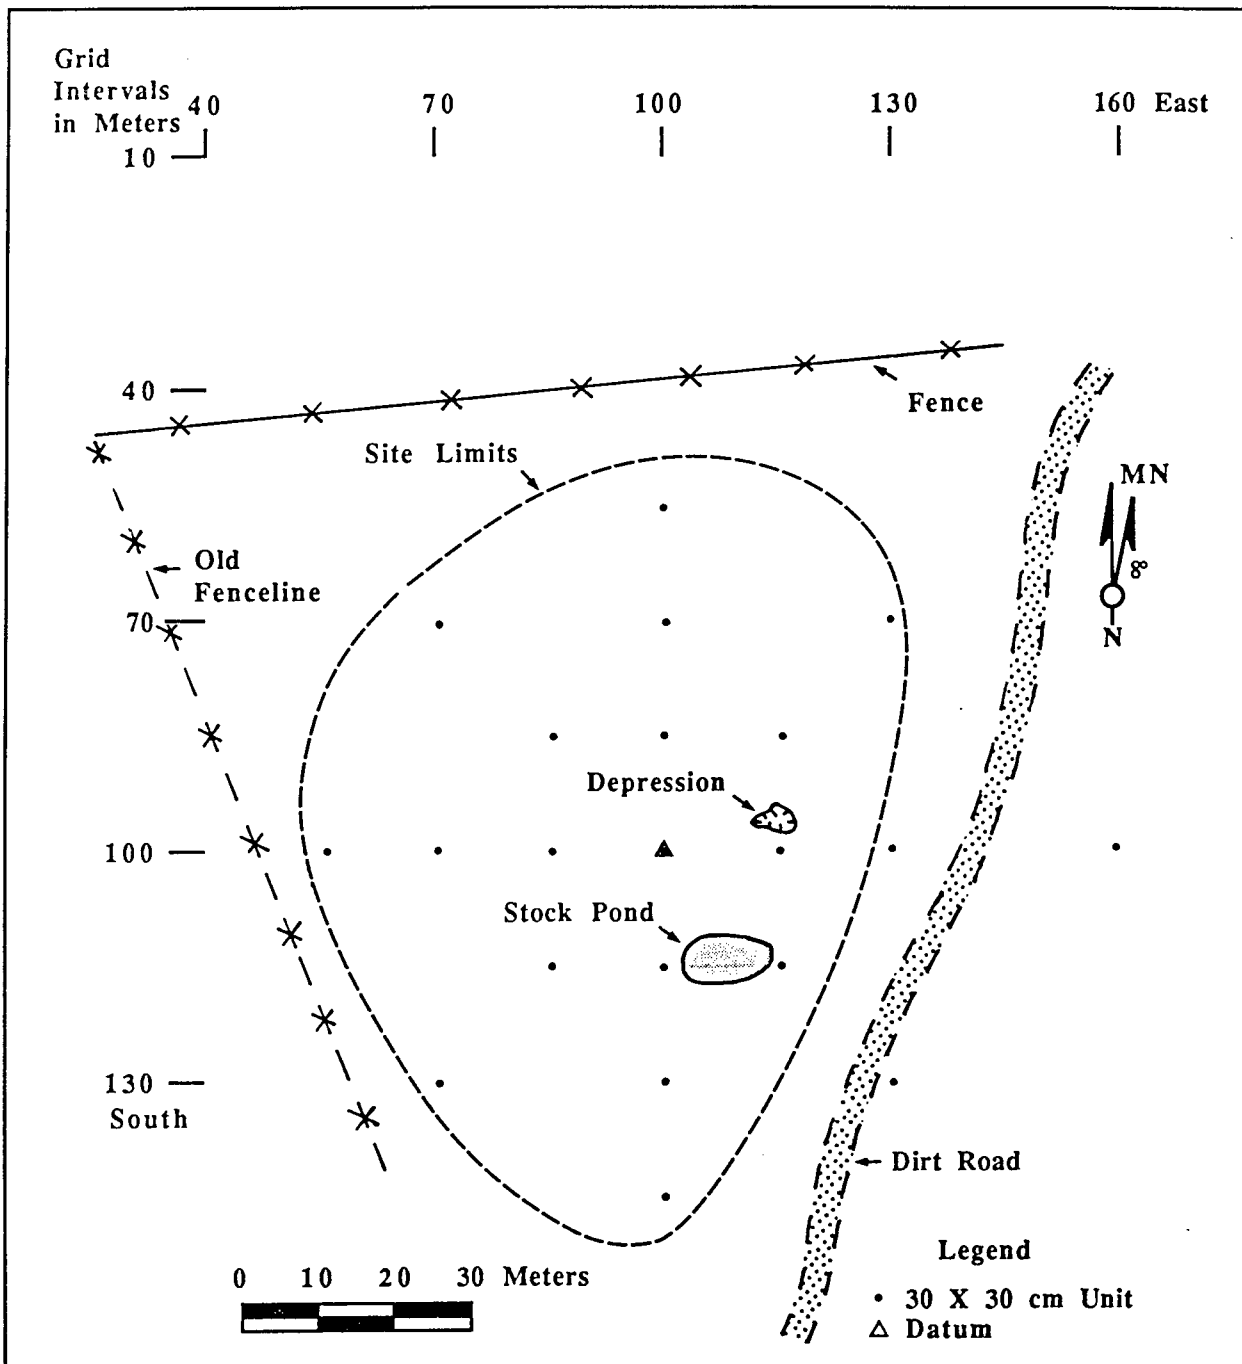 Grid
Intervals
in Meters
40 70 100 130 160 East
10
40
Fence
Site Limits
MN
Old
Fenceline
8°
N
70
Depression
100
Stock Pond
130
South
Dirt Road
Legend
0 10 20 30 Meters
30 X 30 cm Unit
Datum